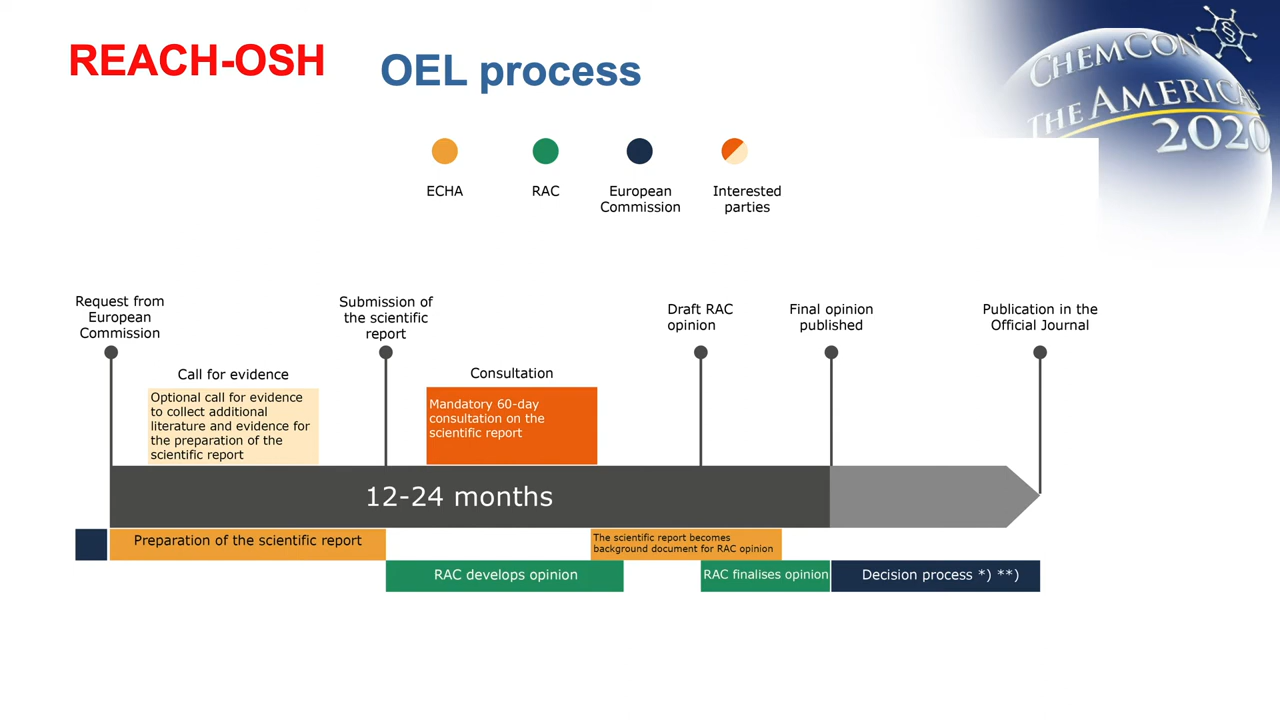 REACH-OSH
OEL process
CHEMCON
THE AMERICAS
2020
ECHA
RAC
European
Commission
Interested
parties
Request from
European
Commission
Submission of
the scientific
report
Draft RAC
opinion
Final opinion
published
Publication in the
Official Journal
Call for evidence
Optional call for evidence
to collect additional
literature and evidence for
the preparation of the
scientific report
Consultation
Mandatory 60-day
consultation on the
scientific report
12-24 months
Preparation of the scientific report
The scientific report becomes
background document for RAC opinion
RAC develops opinion
RAC finalises opinion
Decision process *) **)